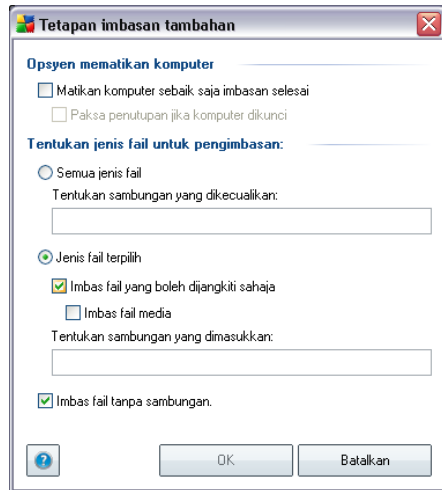 Tetapan imbasan tambahan
Opsyen mematikan komputer
Matikan komputer sebaik saja imbasan selesai
Paksa penutupan jika komputer dikunci
Tentukan jenis fail untuk pengimbasan:
Semua jenis fail
Tentukan sambungan yang dikecualikan:
Jenis fail terpilih
Imbas fail yang boleh dijangkiti sahaja
Imbas fail media
Tentukan sambungan yang dimasukkan:
Imbas fail tanpa sambungan.
? OK Batalkan